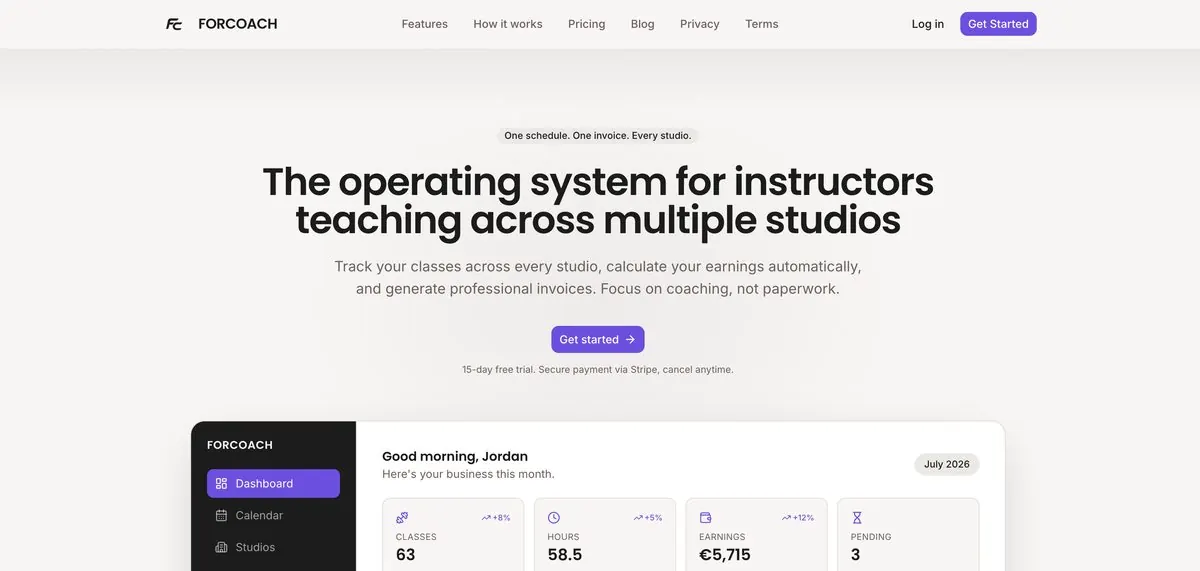 FC FORCOACH
Features How it works Pricing Blog Privacy Terms
Log in Get Started
One schedule. One invoice. Every studio.
The operating system for instructors
teaching across multiple studios
Track your classes across every studio, calculate your earnings automatically,
and generate professional invoices. Focus on coaching, not paperwork.
Get started →
15-day free trial. Secure payment via Stripe, cancel anytime.
FORCOACH
Dashboard
Calendar
Studios
Good morning, Jordan
Here's your business this month.
July 2026
+8%
CLASSES
63
+5%
HOURS
58.5
+12%
EARNINGS
€5,715
PENDING
3